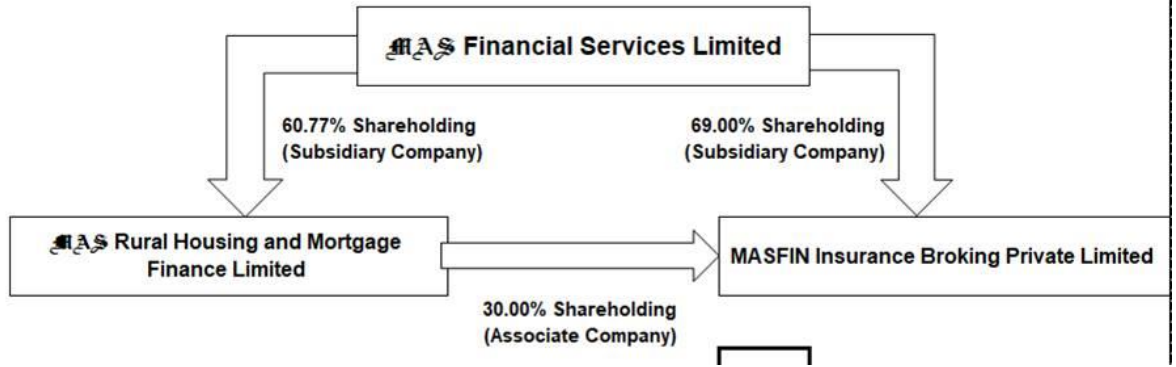 MAS Financial Services Limited
60.77% Shareholding
(Subsidiary Company)
69.00% Shareholding
(Subsidiary Company)
MAS Rural Housing and Mortgage
Finance Limited
MASFIN Insurance Broking Private Limited
30.00% Shareholding
(Associate Company)